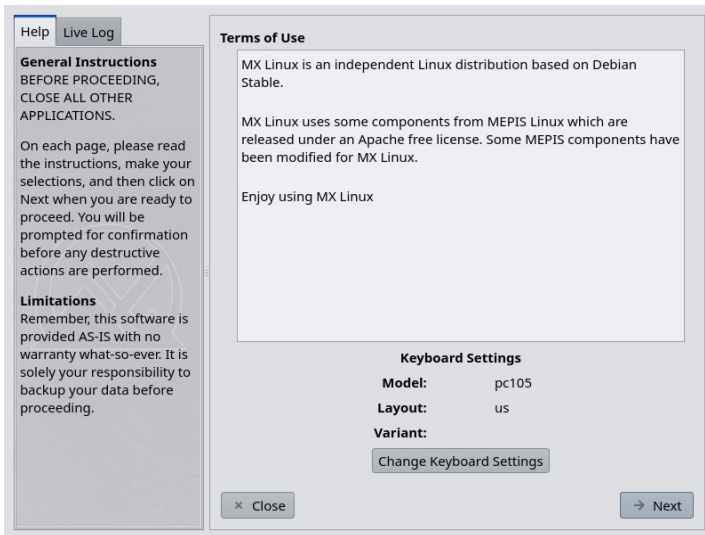 Help
Live Log
General Instructions
BEFORE PROCEEDING,
CLOSE ALL OTHER
APPLICATIONS.
On each page, please read
the instructions, make your
selections, and then click on
Next when you are ready to
proceed. You will be
prompted for confirmation
before any destructive
actions are performed.
Limitations
Remember, this software is
provided AS-IS with no
warranty what-so-ever. It is
solely your responsibility to
backup your data before
proceeding.
Terms of Use
MX Linux is an independent Linux distribution based on Debian
Stable.
MX Linux uses some components from MEPIS Linux which are
released under an Apache free license. Some MEPIS components have
been modified for MX Linux.
Enjoy using MX Linux
Keyboard Settings
Model: pc105
Layout: us
Variant:
Change Keyboard Settings
Close
Next